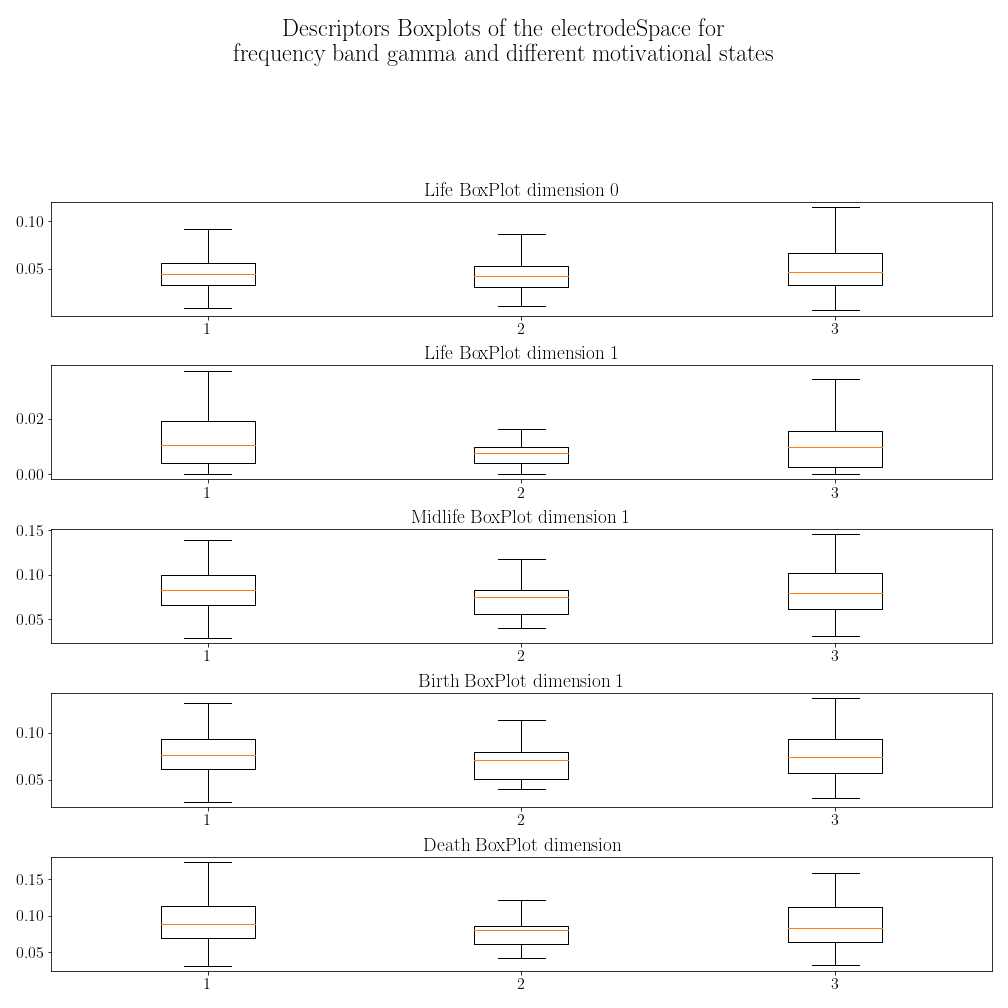 Descriptors Boxplots of the electrodeSpace for
frequency band gamma and different motivational states
Life BoxPlot dimension 0
0.10
0.05
1 2 3
Life BoxPlot dimension 1
0.02
0.00
1 2 3
Midlife BoxPlot dimension 1
0.15
0.10
0.05
1 2 3
Birth BoxPlot dimension 1
0.10
0.05
1 2 3
Death BoxPlot dimension
0.15
0.10
0.05
1 2 3